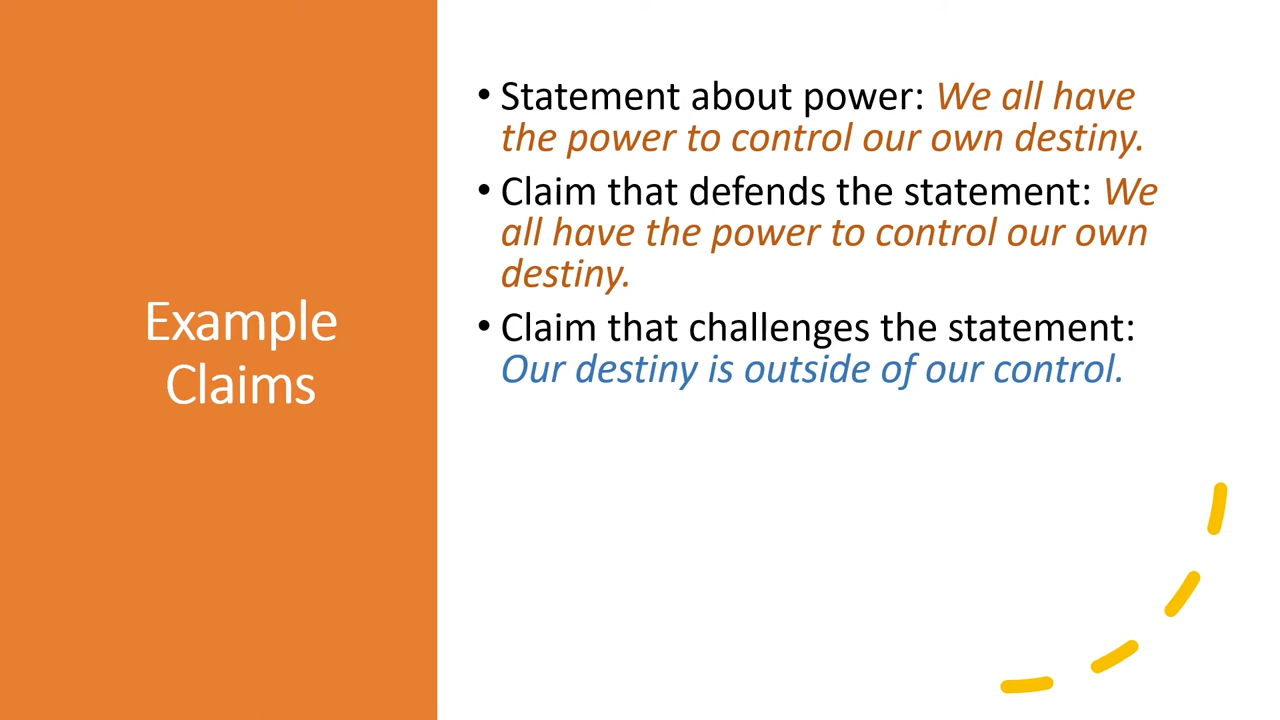 Example
Claims
• Statement about power: We all have
the power to control our own destiny.
• Claim that defends the statement: We
all have the power to control our own
destiny.
• Claim that challenges the statement:
Our destiny is outside of our control.